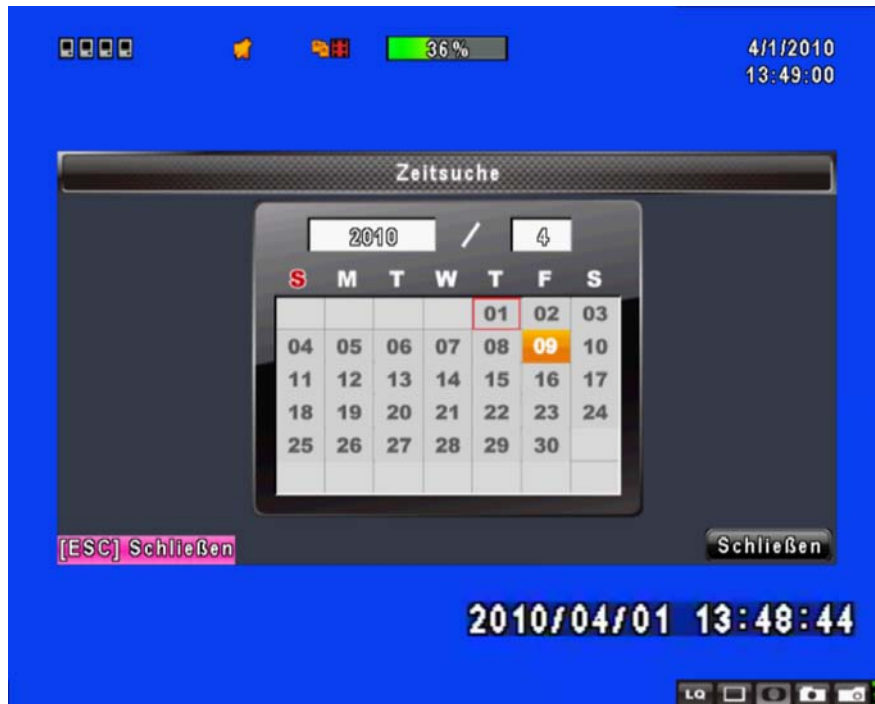 36%
4/1/2010
13:49:00
Zeitsuche
2010 / 4
S M T W T F S
01 02 03
04 05 06 07 08 09 10
11 12 13 14 15 16 17
18 19 20 21 22 23 24
25 26 27 28 29 30
[ESC] Schließen
Schließen
2010/04/01 13:48:44
LQ